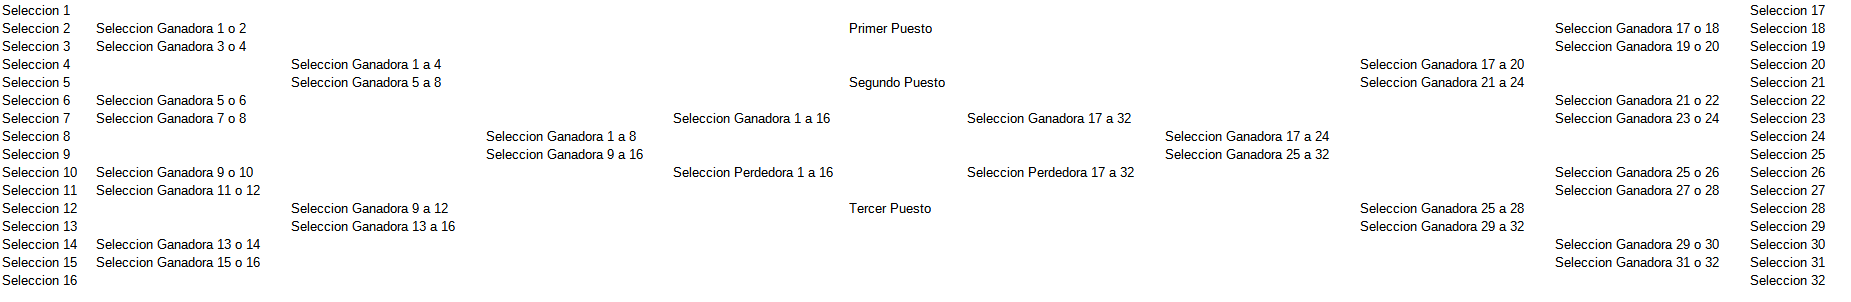 Seleccion 1 Seleccion 17
Seleccion 2 Seleccion Ganadora 1 o 2 Primer Puesto Seleccion Ganadora 17 o 18 Seleccion 18
Seleccion 3 Seleccion Ganadora 3 o 4 Seleccion Ganadora 19 o 20 Seleccion 19
Seleccion 4 Seleccion Ganadora 1 a 4 Seleccion Ganadora 17 a 20 Seleccion 20
Seleccion 5 Seleccion Ganadora 5 a 8 Segundo Puesto Seleccion Ganadora 21 a 24 Seleccion 21
Seleccion 6 Seleccion Ganadora 5 o 6 Seleccion Ganadora 21 o 22 Seleccion 22
Seleccion 7 Seleccion Ganadora 7 o 8 Seleccion Ganadora 1 a 16 Seleccion Ganadora 17 a 32 Seleccion Ganadora 23 o 24 Seleccion 23
Seleccion 8 Seleccion Ganadora 1 a 8 Seleccion Ganadora 17 a 24 Seleccion 24
Seleccion 9 Seleccion Ganadora 9 a 16 Seleccion Ganadora 25 a 32 Seleccion 25
Seleccion 10 Seleccion Ganadora 9 o 10 Seleccion Perdedora 1 a 16 Seleccion Perdedora 17 a 32 Seleccion Ganadora 25 o 26 Seleccion 26
Seleccion 11 Seleccion Ganadora 11 o 12 Seleccion Ganadora 27 o 28 Seleccion 27
Seleccion 12 Seleccion Ganadora 9 a 12 Tercer Puesto Seleccion Ganadora 25 a 28 Seleccion 28
Seleccion 13 Seleccion Ganadora 13 a 16 Seleccion Ganadora 29 a 32 Seleccion 29
Seleccion 14 Seleccion Ganadora 13 o 14 Seleccion Ganadora 29 o 30 Seleccion 30
Seleccion 15 Seleccion Ganadora 15 o 16 Seleccion Ganadora 31 o 32 Seleccion 31
Seleccion 16 Seleccion 32